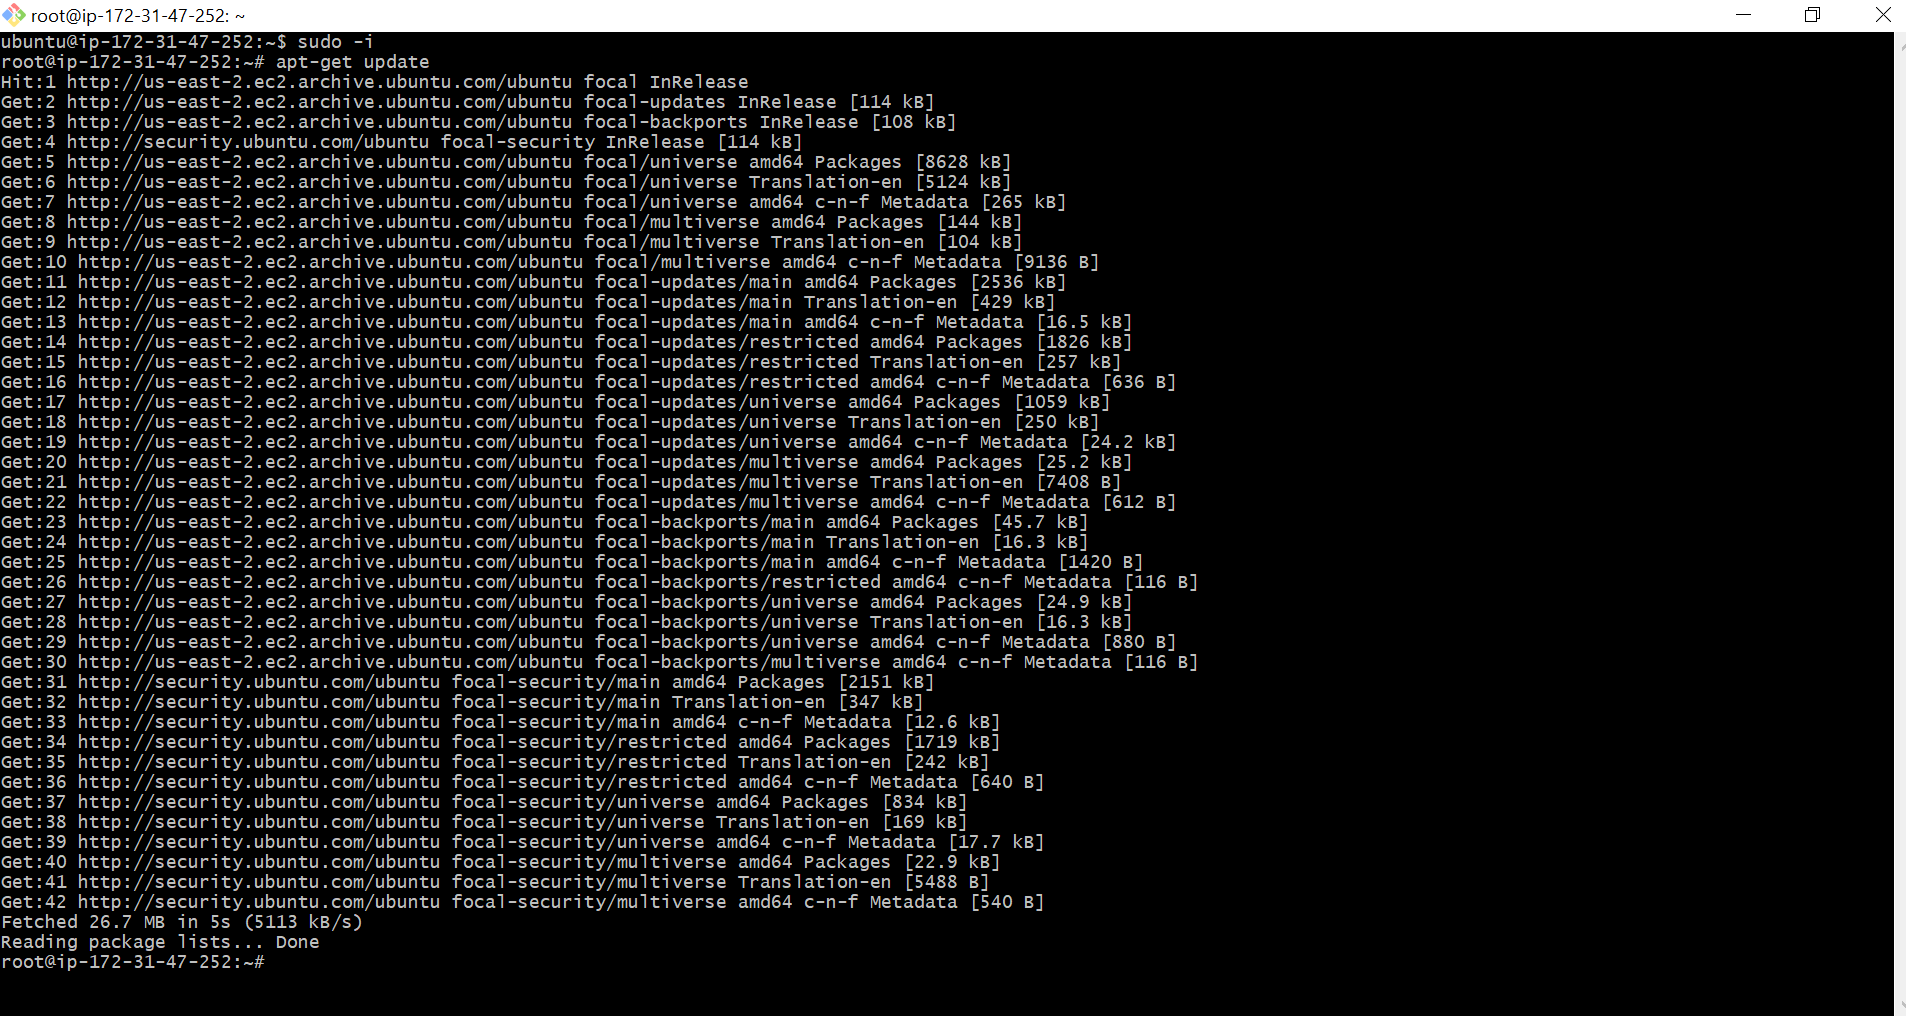 root@ip-172-31-47-252: ~
ubuntu@ip-172-31-47-252:~$ sudo -i
root@ip-172-31-47-252:~# apt-get update
Hit:1 http://us-east-2.ec2.archive.ubuntu.com/ubuntu focal InRelease
Get:2 http://us-east-2.ec2.archive.ubuntu.com/ubuntu focal-updates InRelease [114 kB]
Get:3 http://us-east-2.ec2.archive.ubuntu.com/ubuntu focal-backports InRelease [108 kB]
Get:4 http://security.ubuntu.com/ubuntu focal-security InRelease [114 kB]
Get:5 http://us-east-2.ec2.archive.ubuntu.com/ubuntu focal/universe amd64 Packages [8628 kB]
Get:6 http://us-east-2.ec2.archive.ubuntu.com/ubuntu focal/universe Translation-en [5124 kB]
Get:7 http://us-east-2.ec2.archive.ubuntu.com/ubuntu focal/universe amd64 c-n-f Metadata [265 kB]
Get:8 http://us-east-2.ec2.archive.ubuntu.com/ubuntu focal/multiverse amd64 Packages [144 kB]
Get:9 http://us-east-2.ec2.archive.ubuntu.com/ubuntu focal/multiverse Translation-en [104 kB]
Get:10 http://us-east-2.ec2.archive.ubuntu.com/ubuntu focal/multiverse amd64 c-n-f Metadata [9136 B]
Get:11 http://us-east-2.ec2.archive.ubuntu.com/ubuntu focal-updates/main amd64 Packages [2536 kB]
Get:12 http://us-east-2.ec2.archive.ubuntu.com/ubuntu focal-updates/main Translation-en [429 kB]
Get:13 http://us-east-2.ec2.archive.ubuntu.com/ubuntu focal-updates/main amd64 c-n-f Metadata [16.5 kB]
Get:14 http://us-east-2.ec2.archive.ubuntu.com/ubuntu focal-updates/restricted amd64 Packages [1826 kB]
Get:15 http://us-east-2.ec2.archive.ubuntu.com/ubuntu focal-updates/restricted Translation-en [257 kB]
Get:16 http://us-east-2.ec2.archive.ubuntu.com/ubuntu focal-updates/restricted amd64 c-n-f Metadata [636 B]
Get:17 http://us-east-2.ec2.archive.ubuntu.com/ubuntu focal-updates/universe amd64 Packages [1059 kB]
Get:18 http://us-east-2.ec2.archive.ubuntu.com/ubuntu focal-updates/universe Translation-en [250 kB]
Get:19 http://us-east-2.ec2.archive.ubuntu.com/ubuntu focal-updates/universe amd64 c-n-f Metadata [24.2 kB]
Get:20 http://us-east-2.ec2.archive.ubuntu.com/ubuntu focal-updates/multiverse amd64 Packages [25.2 kB]
Get:21 http://us-east-2.ec2.archive.ubuntu.com/ubuntu focal-updates/multiverse Translation-en [7408 B]
Get:22 http://us-east-2.ec2.archive.ubuntu.com/ubuntu focal-updates/multiverse amd64 c-n-f Metadata [612 B]
Get:23 http://us-east-2.ec2.archive.ubuntu.com/ubuntu focal-backports/main amd64 Packages [45.7 kB]
Get:24 http://us-east-2.ec2.archive.ubuntu.com/ubuntu focal-backports/main Translation-en [16.3 kB]
Get:25 http://us-east-2.ec2.archive.ubuntu.com/ubuntu focal-backports/main amd64 c-n-f Metadata [1420 B]
Get:26 http://us-east-2.ec2.archive.ubuntu.com/ubuntu focal-backports/restricted amd64 c-n-f Metadata [116 B]
Get:27 http://us-east-2.ec2.archive.ubuntu.com/ubuntu focal-backports/universe amd64 Packages [24.9 kB]
Get:28 http://us-east-2.ec2.archive.ubuntu.com/ubuntu focal-backports/universe Translation-en [16.3 kB]
Get:29 http://us-east-2.ec2.archive.ubuntu.com/ubuntu focal-backports/universe amd64 c-n-f Metadata [880 B]
Get:30 http://us-east-2.ec2.archive.ubuntu.com/ubuntu focal-backports/multiverse amd64 c-n-f Metadata [116 B]
Get:31 http://security.ubuntu.com/ubuntu focal-security/main amd64 Packages [2151 kB]
Get:32 http://security.ubuntu.com/ubuntu focal-security/main Translation-en [347 kB]
Get:33 http://security.ubuntu.com/ubuntu focal-security/main amd64 c-n-f Metadata [12.6 kB]
Get:34 http://security.ubuntu.com/ubuntu focal-security/restricted amd64 Packages [1719 kB]
Get:35 http://security.ubuntu.com/ubuntu focal-security/restricted Translation-en [242 kB]
Get:36 http://security.ubuntu.com/ubuntu focal-security/restricted amd64 c-n-f Metadata [640 B]
Get:37 http://security.ubuntu.com/ubuntu focal-security/universe amd64 Packages [834 kB]
Get:38 http://security.ubuntu.com/ubuntu focal-security/universe Translation-en [169 kB]
Get:39 http://security.ubuntu.com/ubuntu focal-security/universe amd64 c-n-f Metadata [17.7 kB]
Get:40 http://security.ubuntu.com/ubuntu focal-security/multiverse amd64 Packages [22.9 kB]
Get:41 http://security.ubuntu.com/ubuntu focal-security/multiverse Translation-en [5488 B]
Get:42 http://security.ubuntu.com/ubuntu focal-security/multiverse amd64 c-n-f Metadata [540 B]
Fetched 26.7 MB in 5s (5113 kB/s)
Reading package lists... Done
root@ip-172-31-47-252:~#